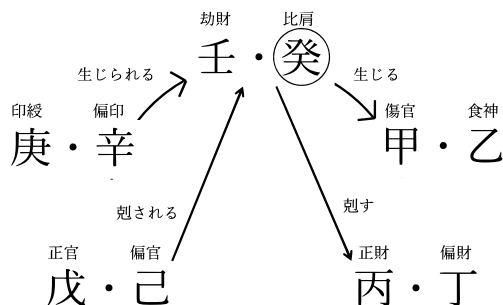 劫財 比肩
壬・癸
生じられる 生じる
印綬 偏印 傷官 食神
庚・辛 甲・乙
剋される 剋す
正官 偏官 正財 偏財
戊・己 丙・丁